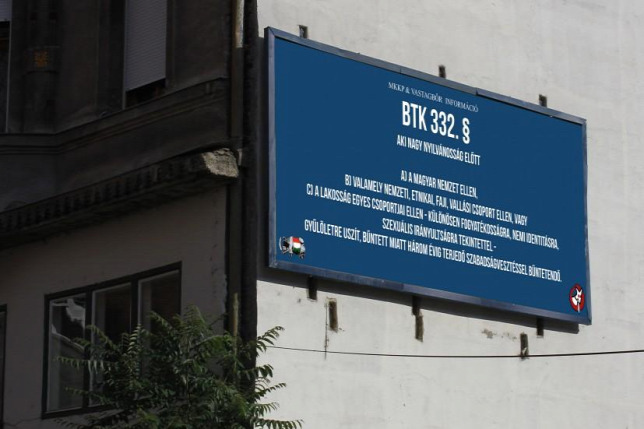 MKKP & VASTAGBŐR INFORMÁCIÓ
BTK 332. §
AKI NAGY NYILVÁNOSSÁG ELŐTT
A) A MAGYAR NEMZET ELLEN,
B) VALAMELY NEMZETI, ETNIKAI, FAJI, VALLÁSI CSOPORT ELLEN, VAGY
C) A LAKOSSÁG EGYES CSOPORTJAI ELLEN - KÜLÖNÖSEN FOGYATÉKOSSÁGRA, NEMI IDENTITÁSRA,
SZEXUÁLIS IRÁNYULTSÁGRA TEKINTETTEL -
GYŰLÖLETRE USZÍT, BŰNTETT MIATT HÁROM ÉVIG TERJEDŐ SZABADSÁGVESZTÉSSEL BÜNTETENDŐ.